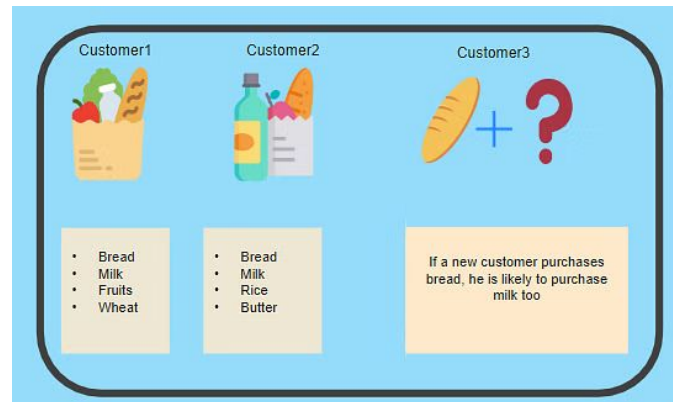 Customer1
Customer2
Customer3
• Bread
• Milk
• Fruits
• Wheat
• Bread
• Milk
• Rice
• Butter
If a new customer purchases
bread, he is likely to purchase
milk too